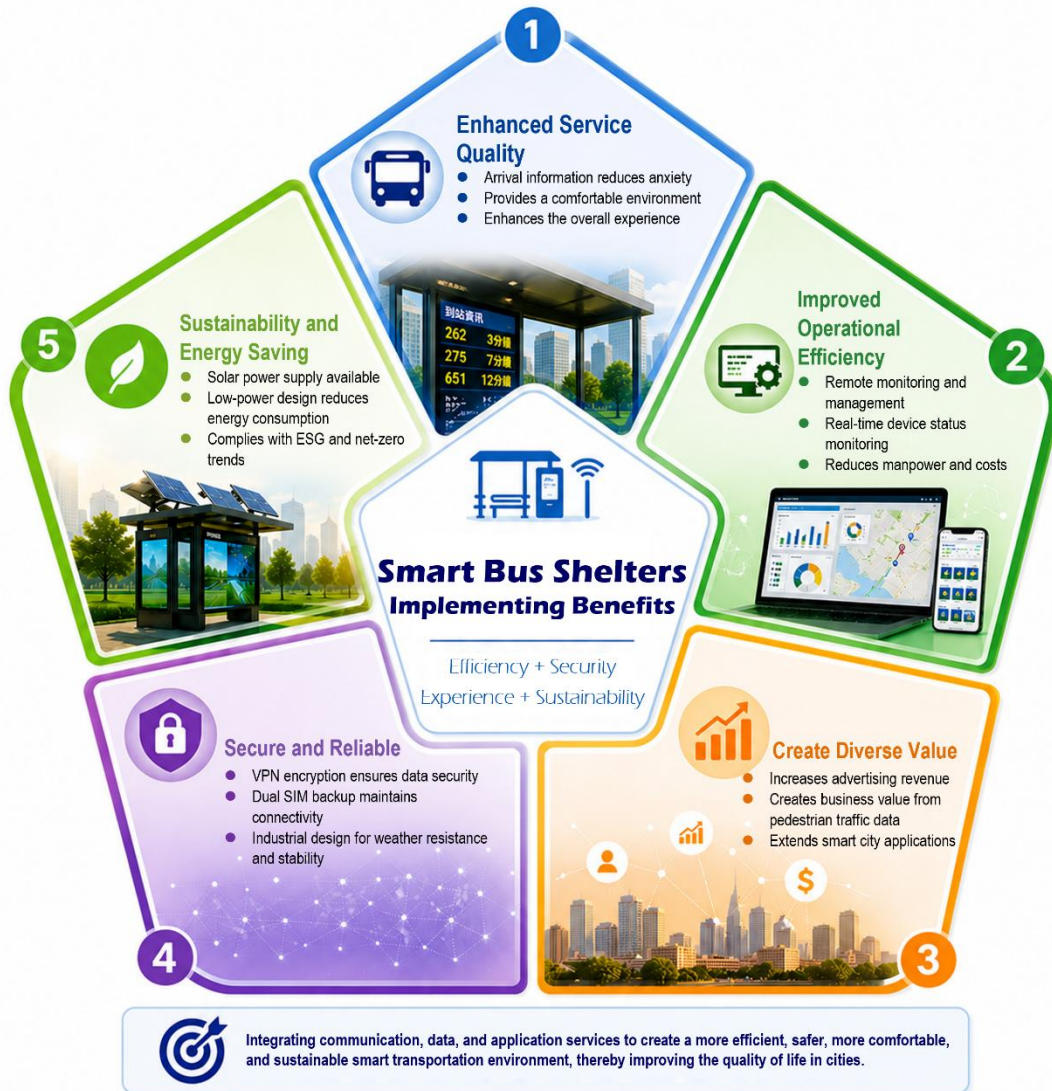 1
Enhanced Service
Quality
Arrival information reduces anxiety
Provides a comfortable environment
Enhances the overall experience
到站資訊
262 3分鐘
275 7分鐘
651 12分鐘
2
Improved
Operational
Efficiency
Remote monitoring and
management
Real-time device status
monitoring
Reduces manpower and costs
3
Create Diverse Value
Increases advertising revenue
Creates business value from
pedestrian traffic data
Extends smart city applications
$
4
Secure and Reliable
VPN encryption ensures data security
Dual SIM backup maintains
connectivity
Industrial design for weather resistance
and stability
5
Sustainability and
Energy Saving
Solar power supply available
Low-power design reduces
energy consumption
Complies with ESG and net-zero
trends
Smart Bus Shelters
Implementing Benefits
Efficiency + Security
Experience + Sustainability
Integrating communication, data, and application services to create a more efficient, safer, more comfortable,
and sustainable smart transportation environment, thereby improving the quality of life in cities.